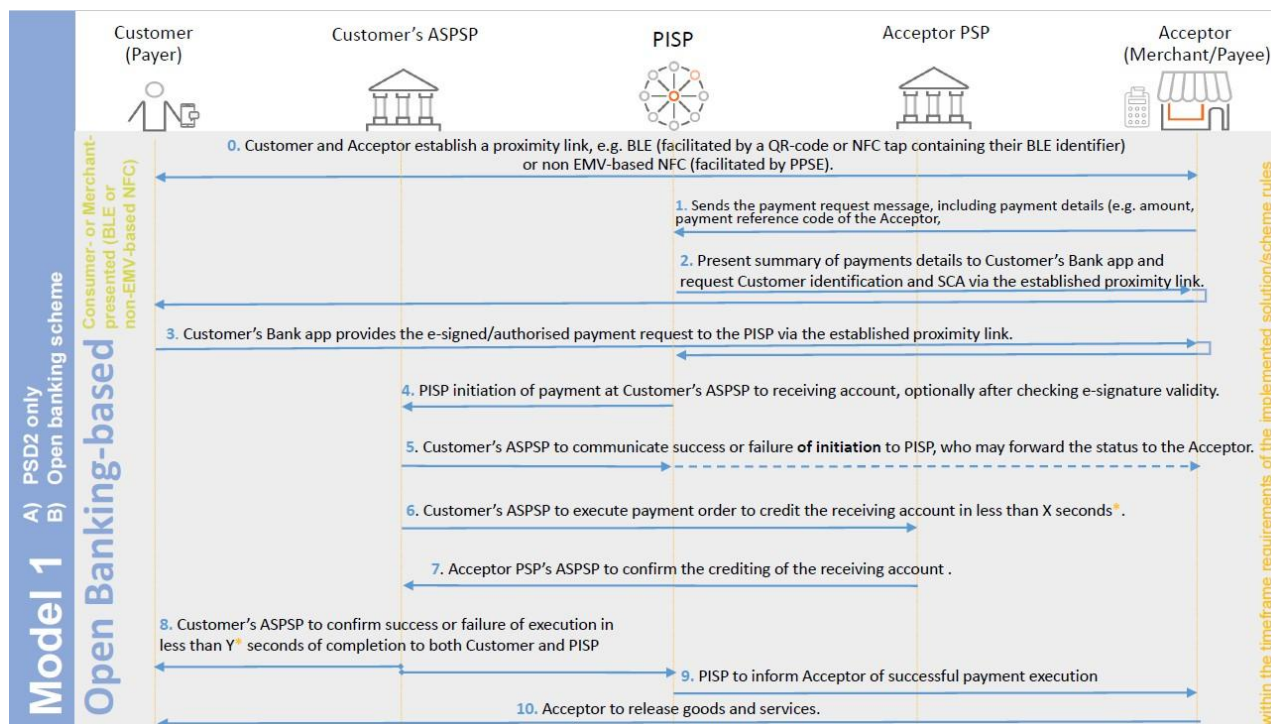 Customer
(Payer)
Customer's ASPSP
PISP
Acceptor PSP
Acceptor
(Merchant/Payee)
Model 1
A) PSD2 only
B) Open banking scheme
Open Banking-based
Consumer- or Merchant-
presented (BLE or
non-EMV-based NFC)
0. Customer and Acceptor establish a proximity link, e.g. BLE (facilitated by a QR-code or NFC tap containing their BLE identifier)
or non EMV-based NFC (facilitated by PPSE).
1. Sends the payment request message, including payment details (e.g. amount,
payment reference code of the Acceptor,
2. Present summary of payments details to Customer's Bank app and
request Customer identification and SCA via the established proximity link.
3. Customer's Bank app provides the e-signed/authorised payment request to the PISP via the established proximity link.
4. PISP initiation of payment at Customer's ASPSP to receiving account, optionally after checking e-signature validity.
5. Customer's ASPSP to communicate success or failure of initiation to PISP, who may forward the status to the Acceptor.
6. Customer's ASPSP to execute payment order to credit the receiving account in less than X seconds*.
7. Acceptor PSP's ASPSP to confirm the crediting of the receiving account .
8. Customer's ASPSP to confirm success or failure of execution in
less than Y* seconds of completion to both Customer and PISP
9. PISP to inform Acceptor of successful payment execution
10. Acceptor to release goods and services.
within the timeframe requirements of the implemented solution/scheme rules